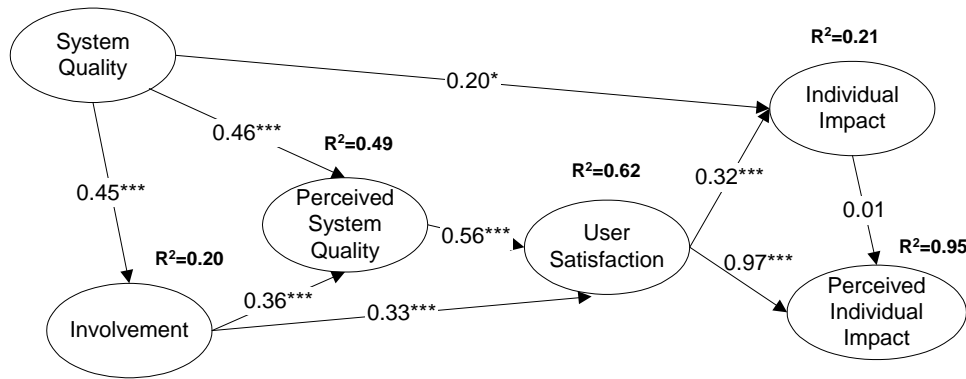 System
Quality
R²=0.21
0.20*
Individual
Impact
0.46***
R²=0.49
0.45***
R²=0.62
0.32***
Perceived
System
Quality
0.01
0.56***
User
Satisfaction
R²=0.20
R²=0.95
0.97***
0.36***
0.33***
Involvement
Perceived
Individual
Impact